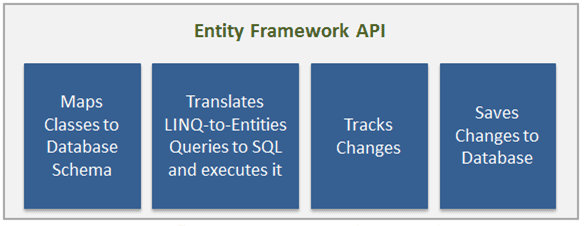 Entity Framework API
Maps
Classes to
Database
Schema
Translates
LINQ-to-Entities
Queries to SQL
and executes it
Tracks
Changes
Saves
Changes to
Database